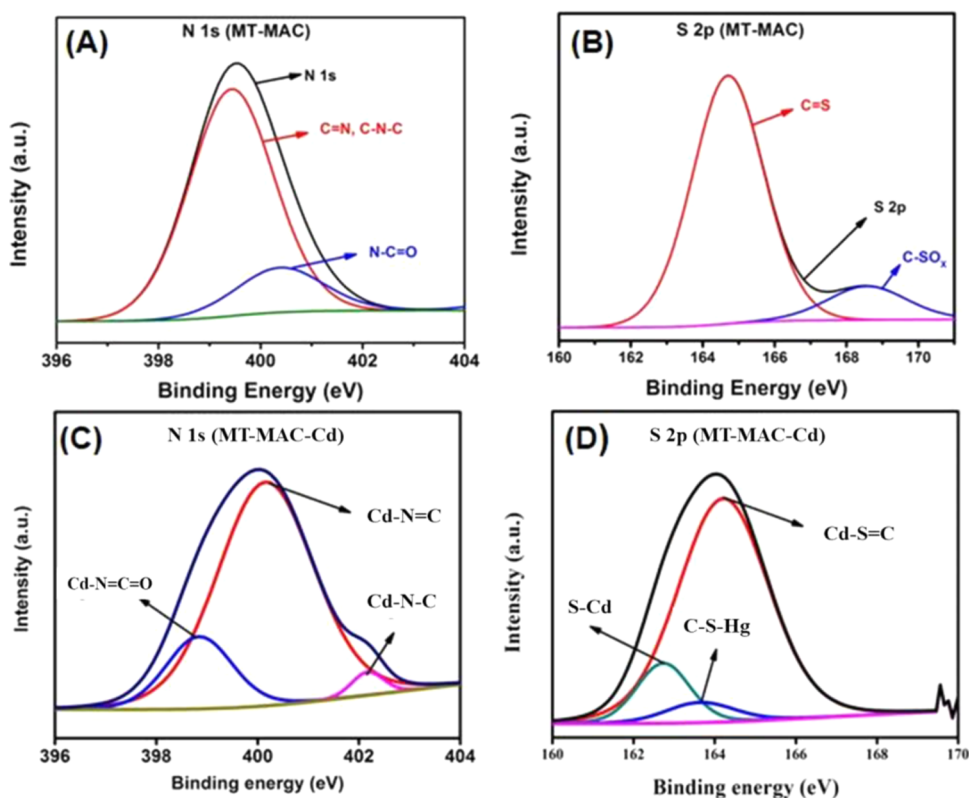 (A)
N 1s (MT-MAC)
N 1s
C=N, C-N-C
N-C=O
Intensity (a.u.)
396 398 400 402 404
Binding Energy (eV)
(B)
S 2p (MT-MAC)
C=S
S 2p
C-SOx
Intensity (a.u.)
160 162 164 166 168 170
Binding Energy (eV)
(C)
N 1s (MT-MAC-Cd)
Cd-N=C
Cd-N=C=O
Cd-N-C
Intensity (a.u.)
396 398 400 402 404
Binding energy (eV)
(D)
S 2p (MT-MAC-Cd)
Cd-S=C
S-Cd
C-S-Hg
Intensity (a.u.)
160 162 164 166 168 170
Binding energy (eV)